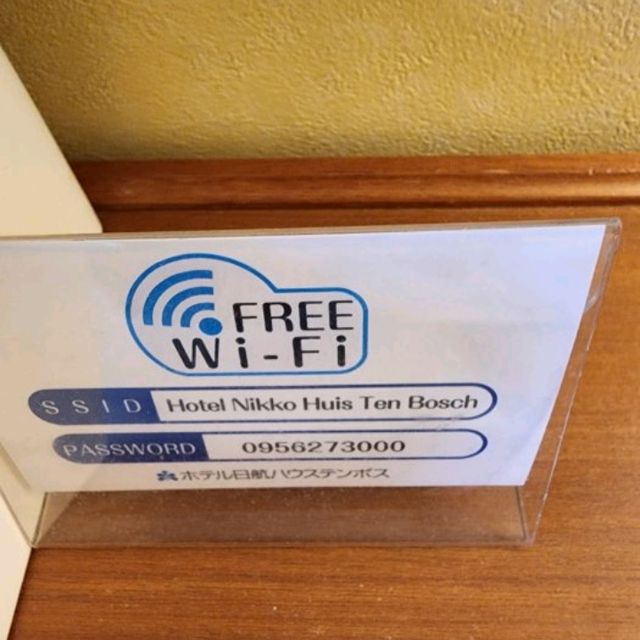 FREE
Wi-Fi
SSID Hotel Nikko Huis Ten Bosch
PASSWORD 0956273000
ホテル日航ハウステンボス